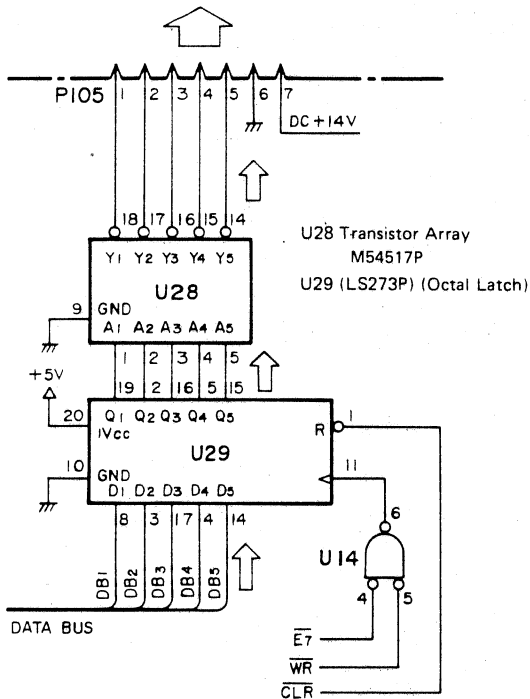 P105 1 2 3 4 5 6 7
DC+14V
18 17 16 15 14
Y1 Y2 Y3 Y4 Y5
U28
9 GND
A1 A2 A3 A4 A5
U28 Transistor Array
M54517P
U29 (LS273P) (Octal Latch)
1 2 3 4 5
+5V
19 2 16 5 15
20 Q1 Q2 Q3 Q4 Q5
1Vcc
R 1
U29
10 GND
D1 D2 D3 D4 D5
11
8 3 17 4 14
6
U14
4 5
DB1 DB2 DB3 DB4 DB5
DATA BUS
E7
WR
CLR